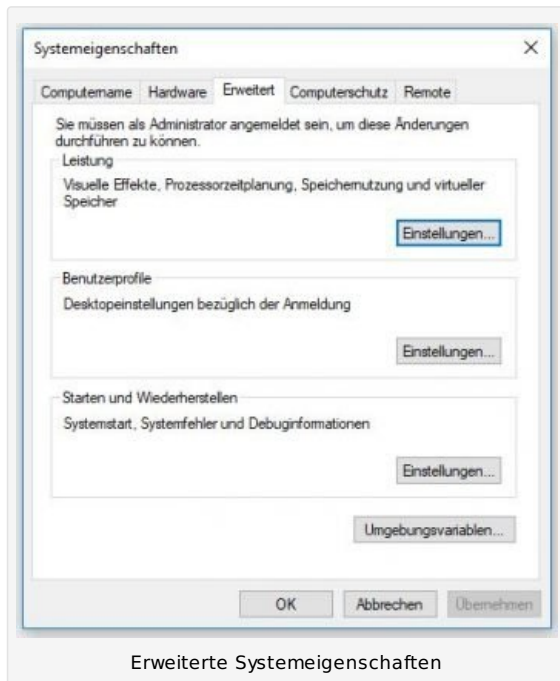 Systemeigenschaften
Computername Hardware Erweitert Computerschutz Remote
Sie müssen als Administrator angemeldet sein, um diese Änderungen
durchführen zu können.
Leistung
Visuelle Effekte, Prozessorzeitplanung, Speichernutzung und virtueller
Speicher
Einstellungen...
Benutzerprofile
Desktopeinstellungen bezüglich der Anmeldung
Einstellungen...
Starten und Wiederherstellen
Systemstart, Systemfehler und Debuginformationen
Einstellungen...
Umgebungsvariablen...
OK Abbrechen Übernehmen
Erweiterte Systemeigenschaften